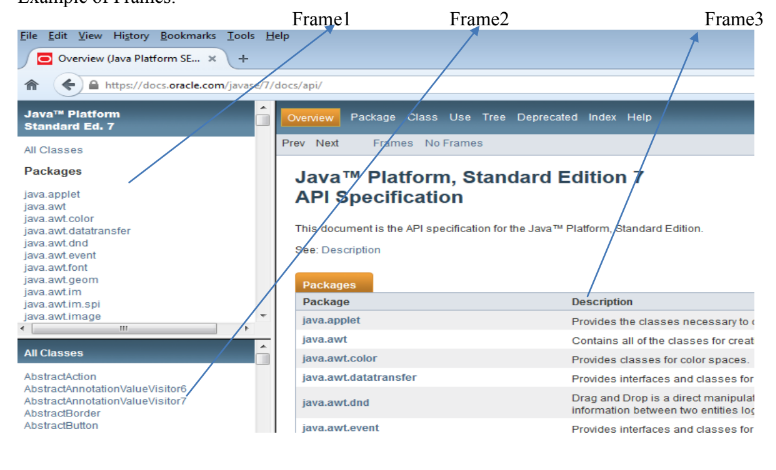 Example of Frames:
Frame1 Frame2 Frame3
File Edit View History Bookmarks Tools Help
Overview (Java Platform SE... × +
https://docs.oracle.com/javase/7/docs/api/
Java™ Platform
Standard Ed. 7
All Classes
Packages
java.applet
java.awt
java.awt.color
java.awt.datatransfer
java.awt.dnd
java.awt.event
java.awt.font
java.awt.geom
java.awt.im
java.awt.im.spi
java.awt.image
All Classes
AbstractAction
AbstractAnnotationValueVisitor6
AbstractAnnotationValueVisitor7
AbstractBorder
AbstractButton
Overview Package Class Use Tree Deprecated Index Help
Prev Next Frames No Frames
Java™ Platform, Standard Edition 7
API Specification
This document is the API specification for the Java™ Platform, Standard Edition.
See: Description
Packages
Package Description
java.applet Provides the classes necessary to
java.awt Contains all of the classes for creat
java.awt.color Provides classes for color spaces.
java.awt.datatransfer Provides interfaces and classes for
java.awt.dnd Drag and Drop is a direct manipulat
information between two entities log
java.awt.event Provides interfaces and classes for